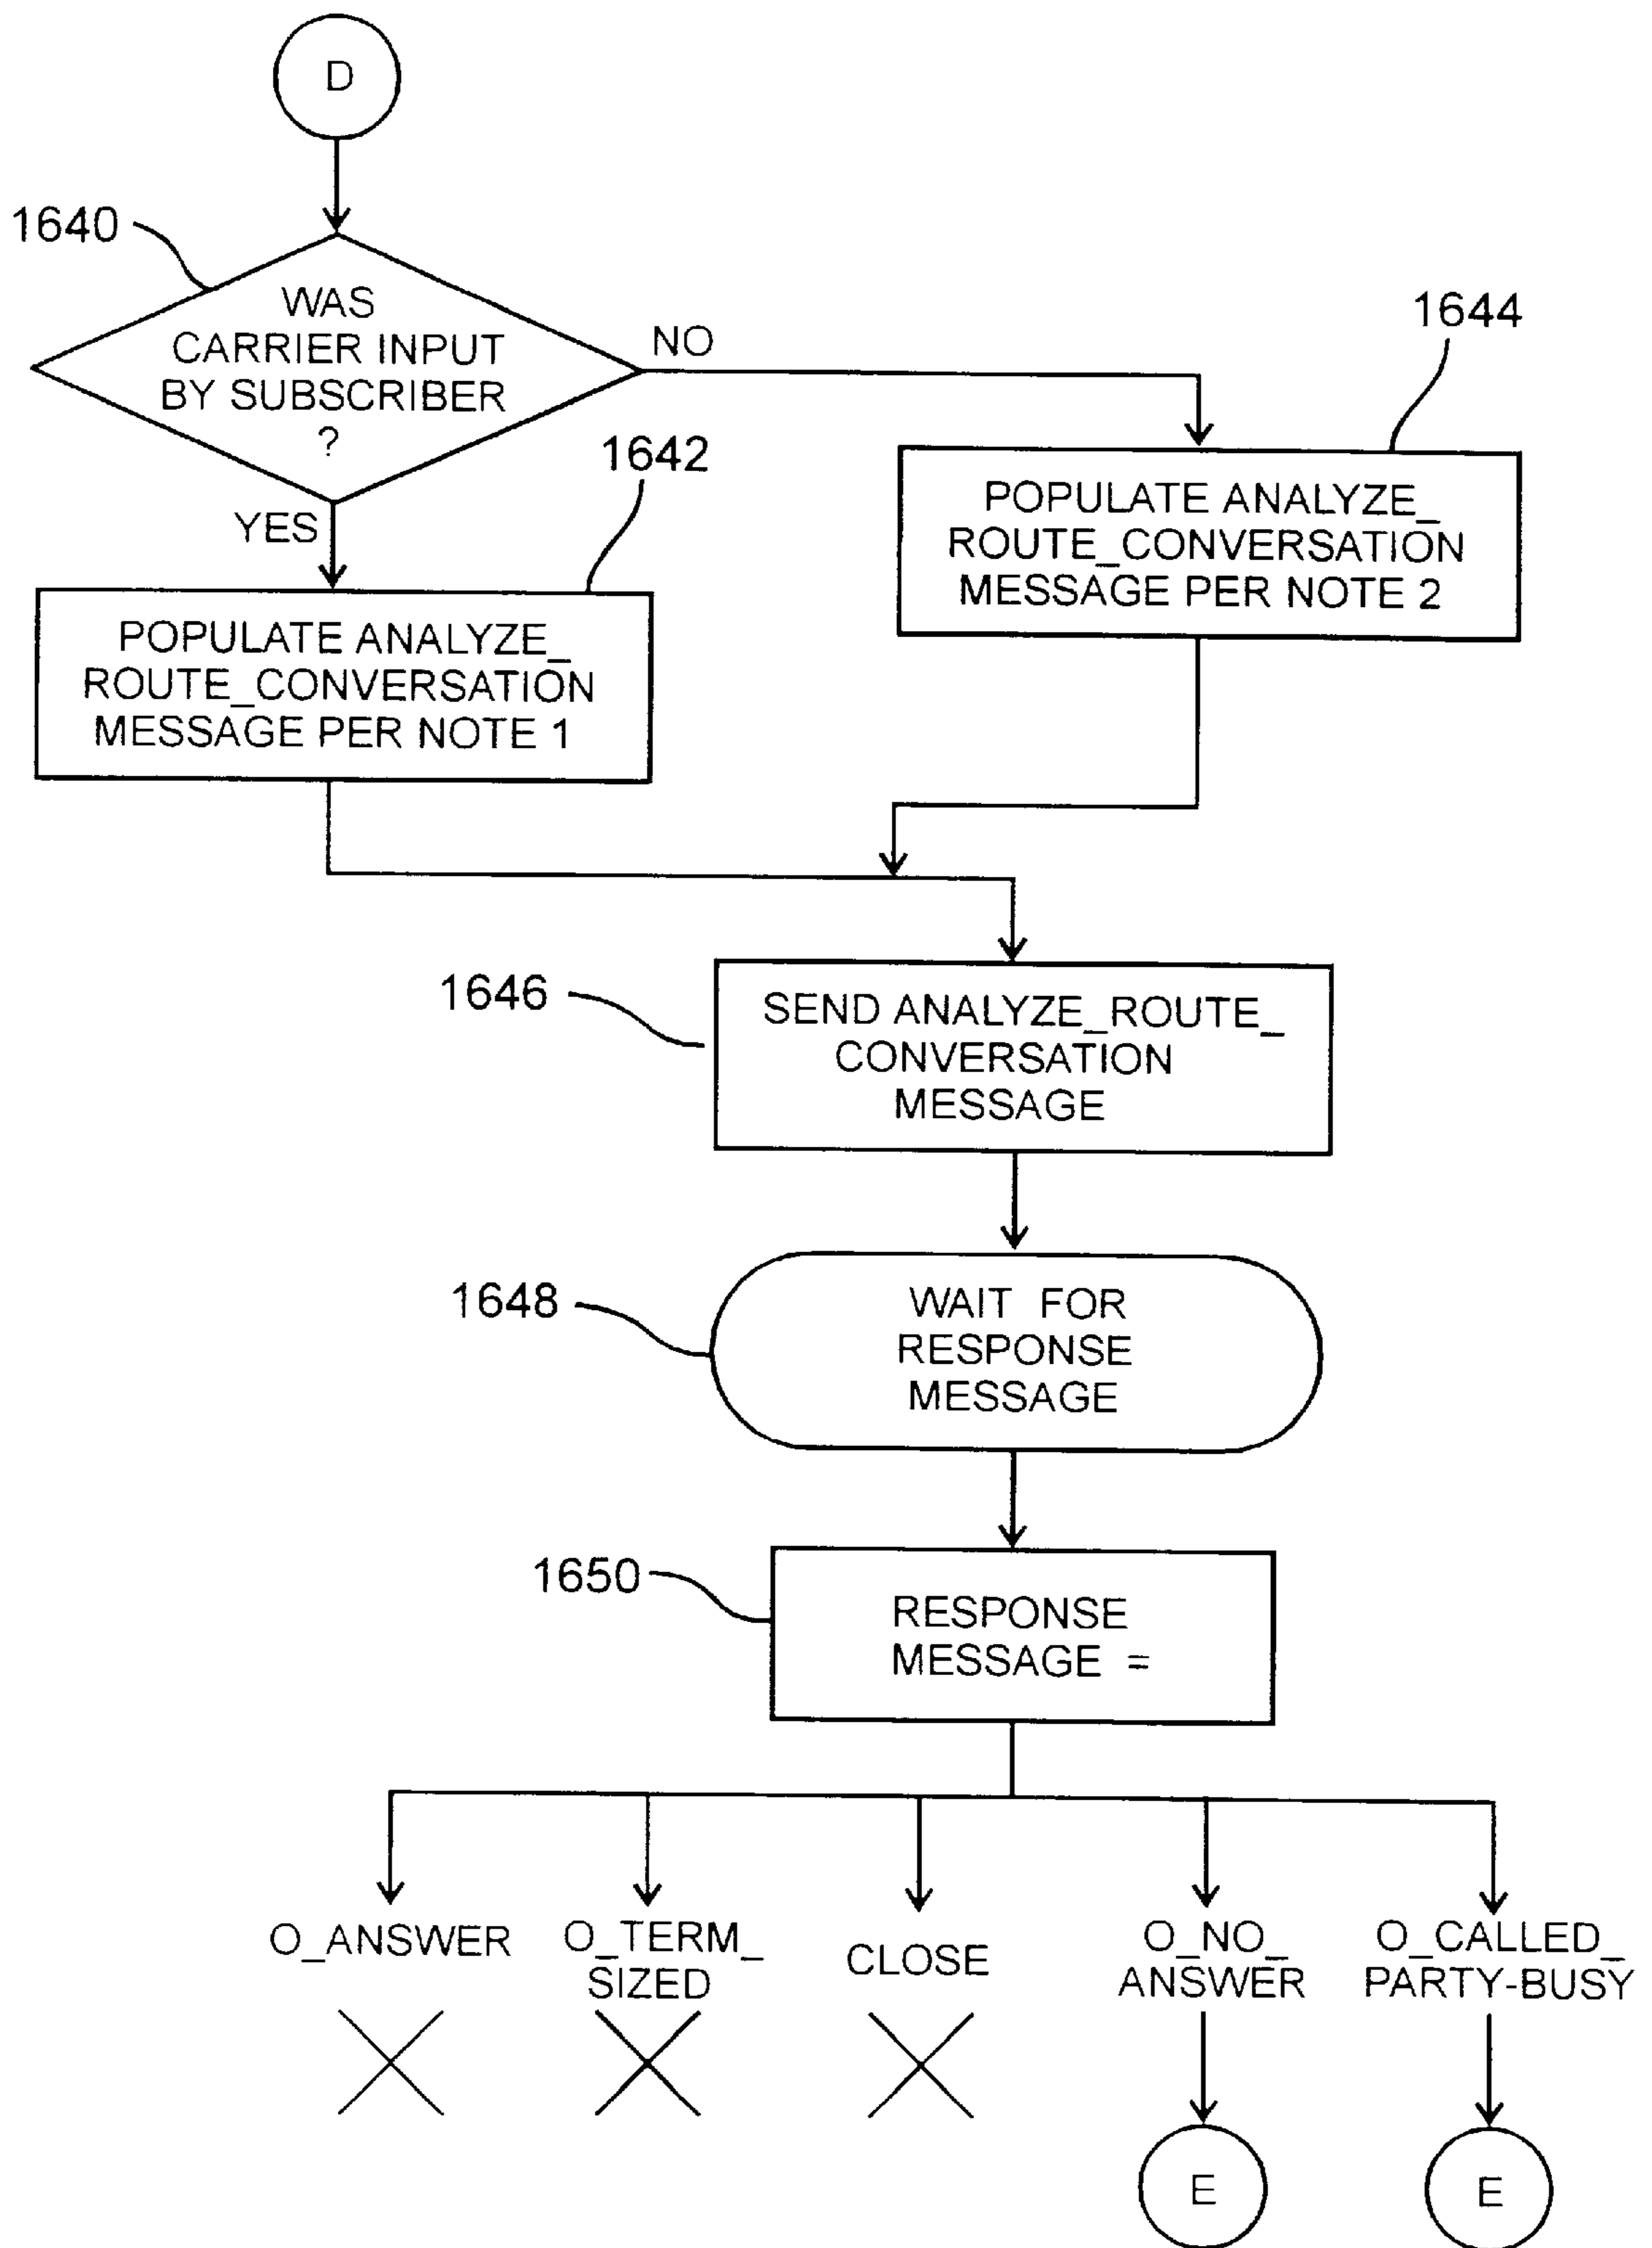 D
1640
WAS
CARRIER INPUT
BY SUBSCRIBER
?
NO
1644
YES
1642
POPULATE ANALYZE_
ROUTE_CONVERSATION
MESSAGE PER NOTE 2
POPULATE ANALYZE_
ROUTE_CONVERSATION
MESSAGE PER NOTE 1
1646
SEND ANALYZE_ROUTE_
CONVERSATION
MESSAGE
1648
WAIT FOR
RESPONSE
MESSAGE
1650
RESPONSE
MESSAGE =
O_ANSWER
O_TERM_
SIZED
CLOSE
O_NO_
ANSWER
O_CALLED_
PARTY-BUSY
E
E